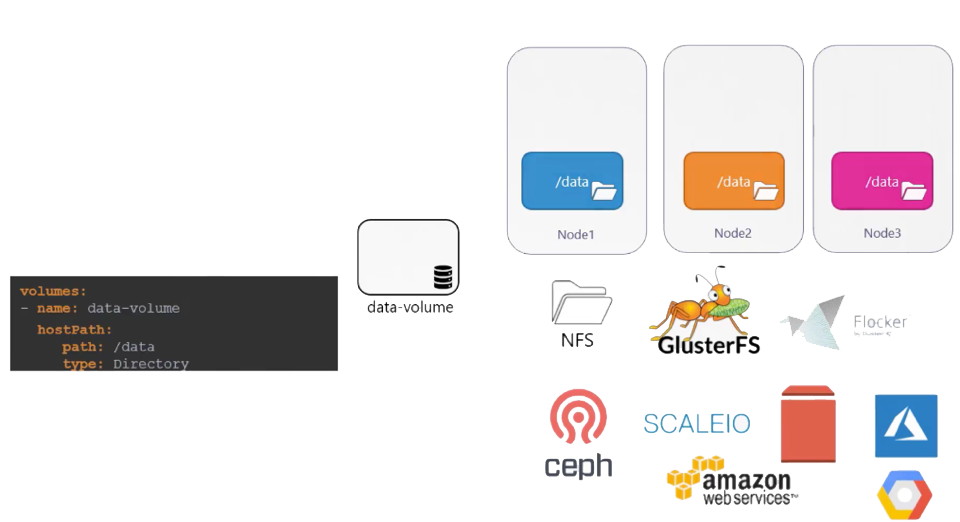 /data
/data
/data
Node1
Node2
Node3
data-volume
volumes:
- name: data-volume
hostPath:
path: /data
type: Directory
NFS
GlusterFS
Flocker
ceph
SCALEIO
amazon
web services™